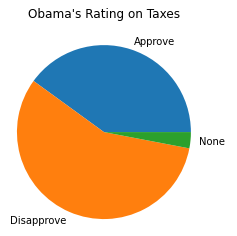 Obama's Rating on Taxes
Approve
None
Disapprove